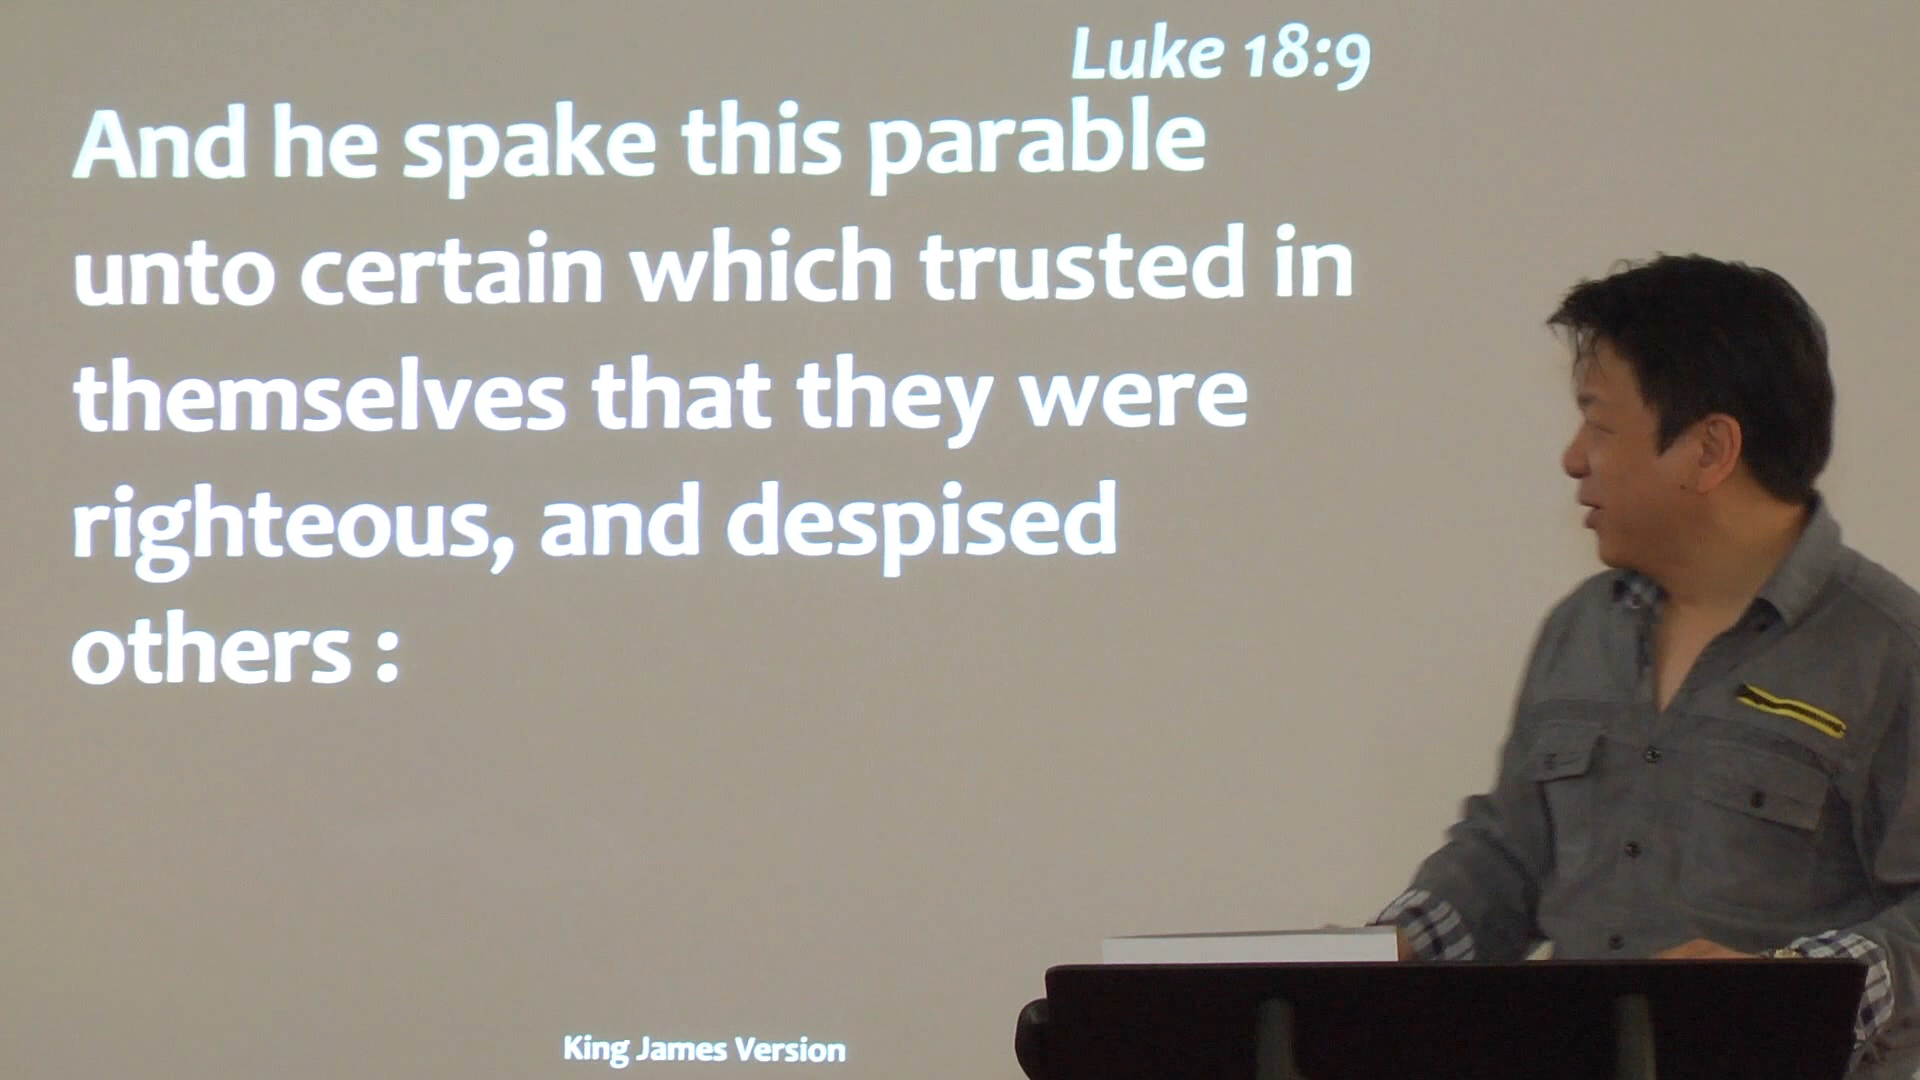 Luke 18:9
And he spake this parable
unto certain which trusted in
themselves that they were
righteous, and despised
others :
King James Version